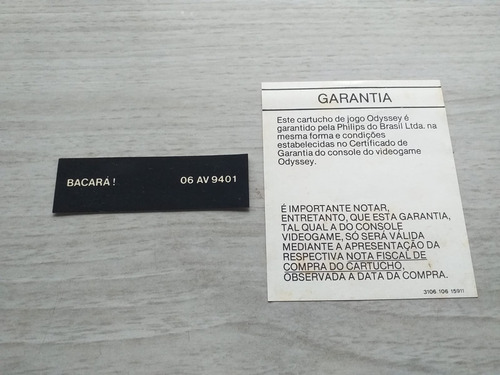 BACARÁ! 06 AV 9401
GARANTIA
Este cartucho de jogo Odyssey é
garantido pela Philips do Brasil Ltda. na
mesma forma e condições
estabelecidas no Certificado de
Garantia do console do videogame
Odyssey.
É IMPORTANTE NOTAR,
ENTRETANTO, QUE ESTA GARANTIA,
TAL QUAL A DO CONSOLE
VIDEOGAME, SÓ SERÁ VÁLIDA
MEDIANTE A APRESENTAÇÃO DA
RESPECTIVA NOTA FISCAL DE
COMPRA DO CARTUCHO,
OBSERVADA A DATA DA COMPRA.
3106 106 15911